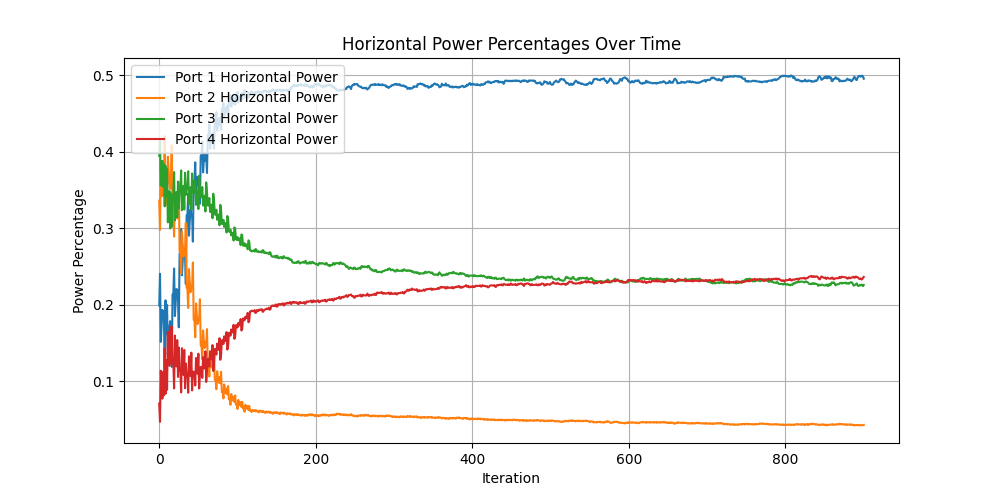 Horizontal Power Percentages Over Time
Port 1 Horizontal Power
Port 2 Horizontal Power
Port 3 Horizontal Power
Port 4 Horizontal Power
0.5
0.4
0.3
0.2
0.1
Power Percentage
0 200 400 600 800
Iteration